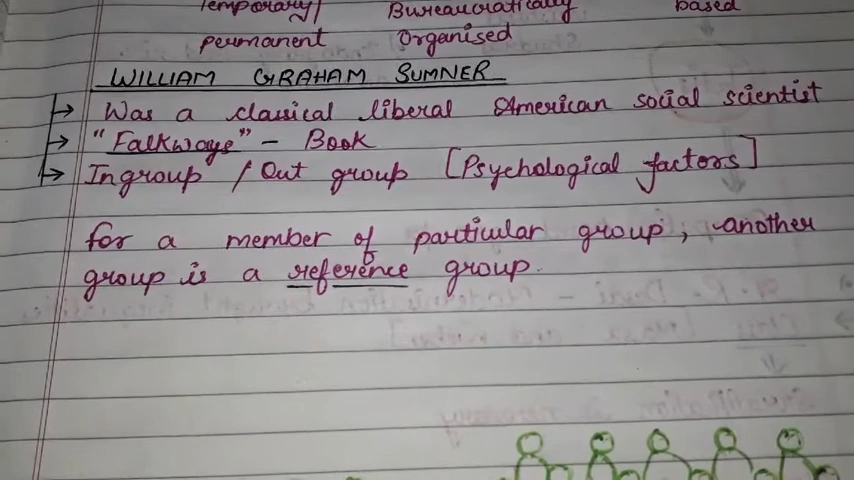 Temporary/ Bureaucratically based
permanent Organised
WILLIAM GRAHAM SUMNER
→ Was a classical liberal American social scientist
→ "Falkways" - Book
→ Ingroup / Out group [Psychological factors]
for a member of particular group, another
group is a reference group.